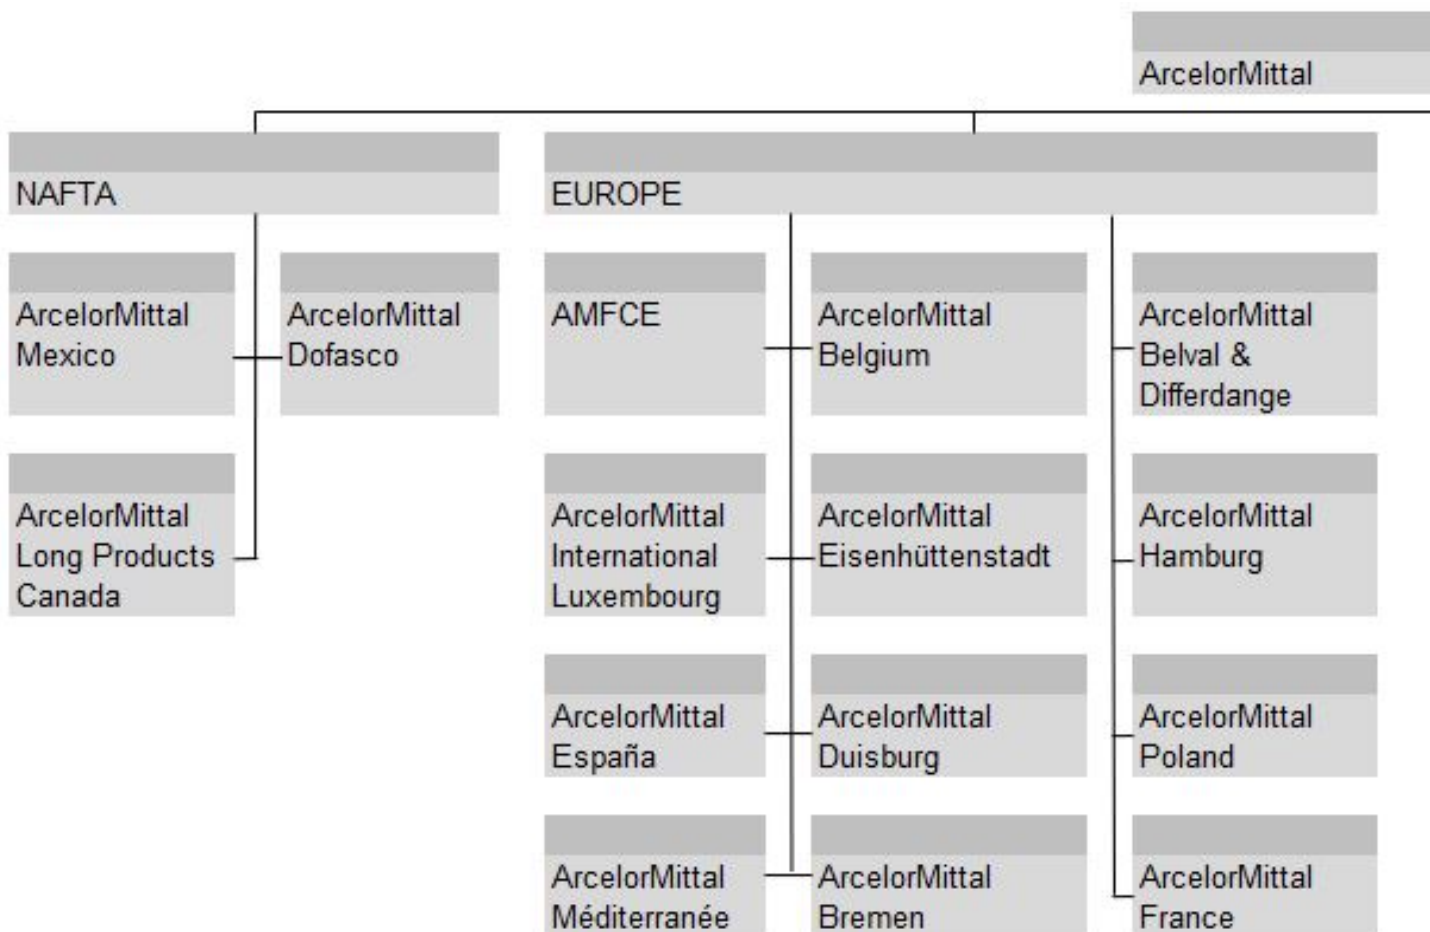 ArcelorMittal
NAFTA
EUROPE
ArcelorMittal
Mexico
ArcelorMittal
Dofasco
AMFCE
ArcelorMittal
Belgium
ArcelorMittal
Belval &
Differdange
ArcelorMittal
Long Products
Canada
ArcelorMittal
International
Luxembourg
ArcelorMittal
Eisenhüttenstadt
ArcelorMittal
Hamburg
ArcelorMittal
España
ArcelorMittal
Duisburg
ArcelorMittal
Poland
ArcelorMittal
Méditerranée
ArcelorMittal
Bremen
ArcelorMittal
France